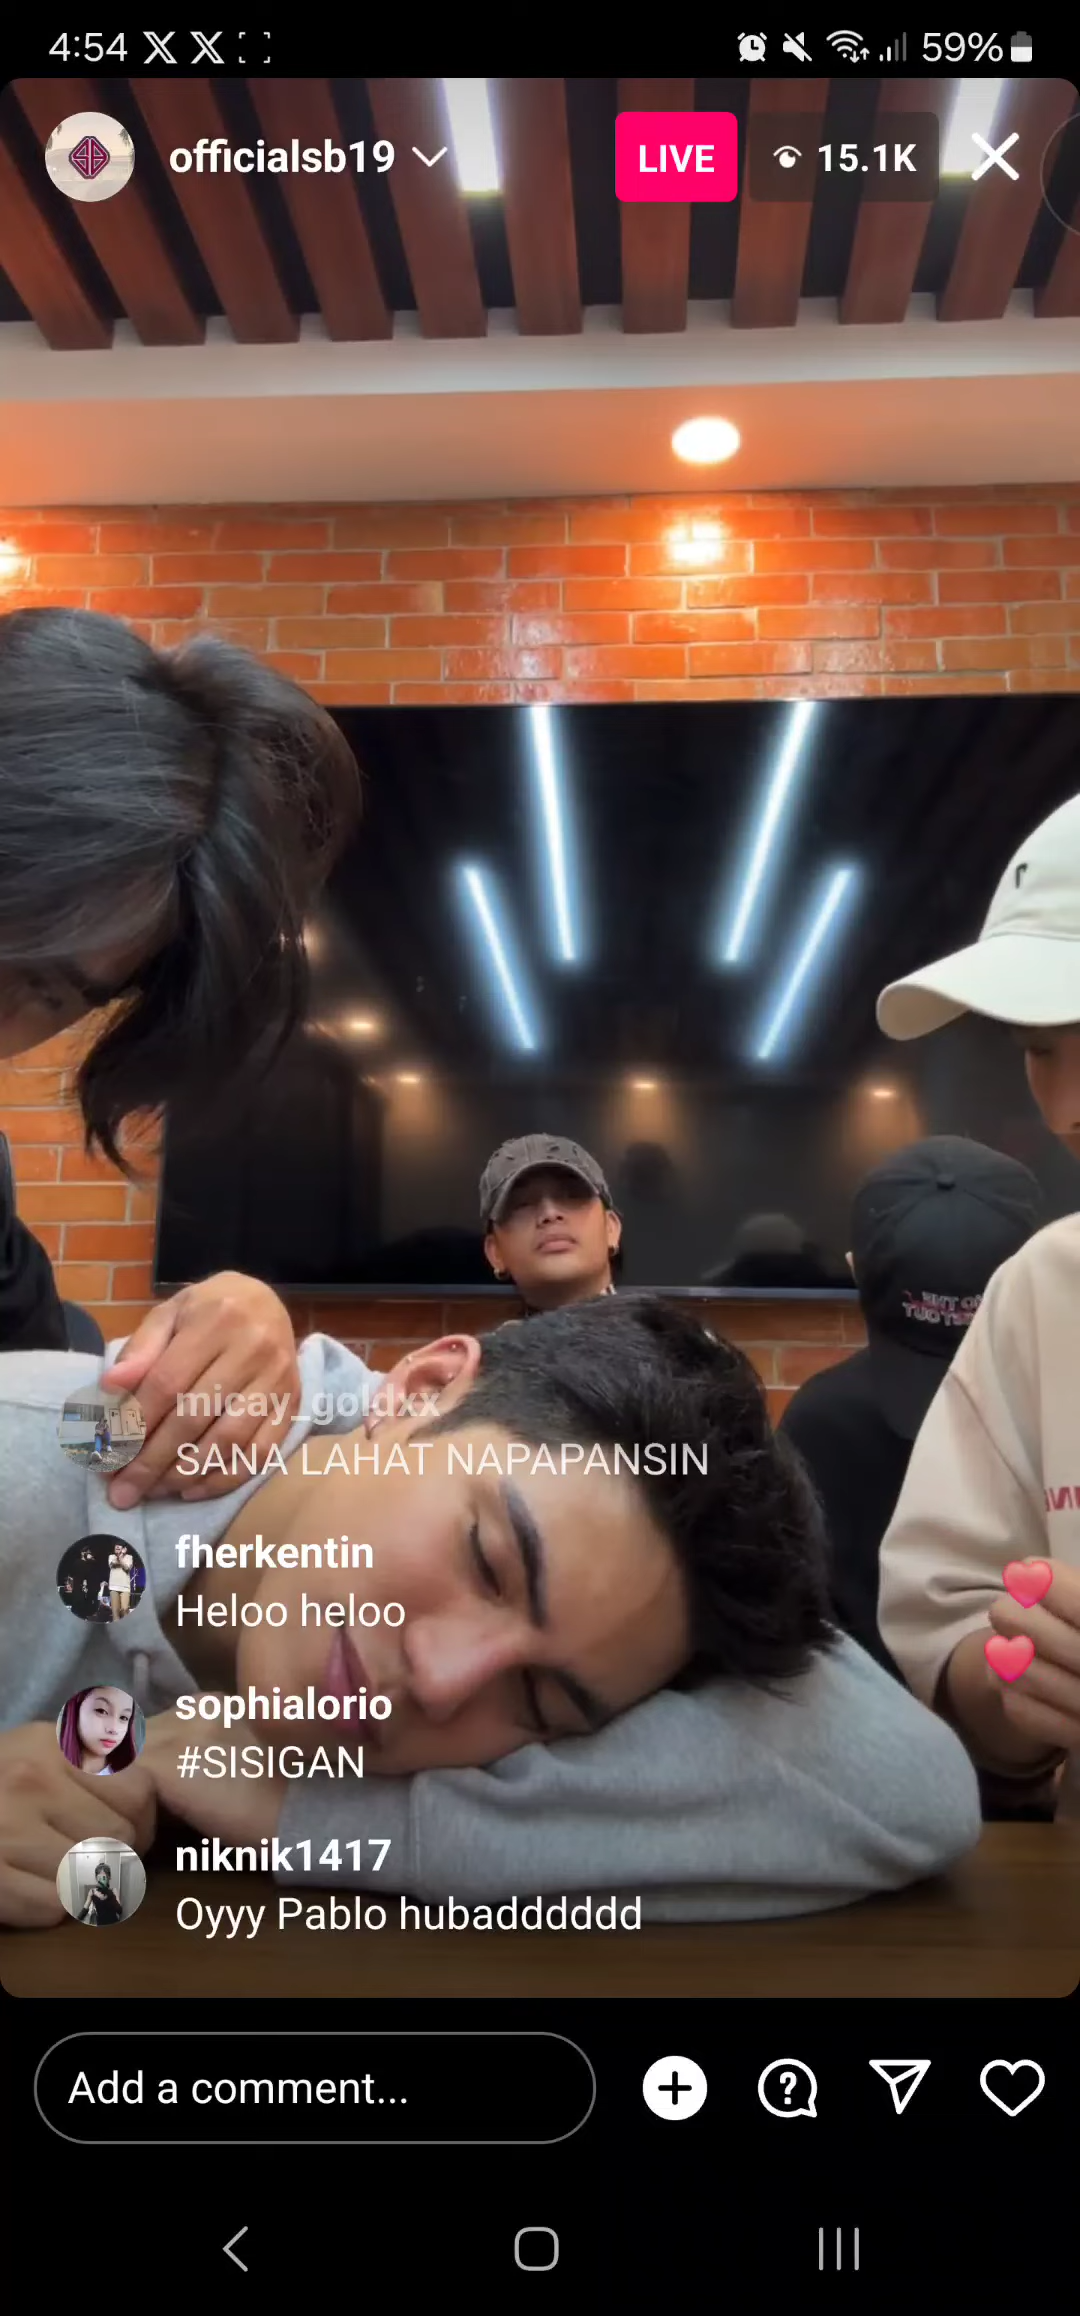 4:54
59%
officialsb19
LIVE
15.1K
micay_goldxx
SANA LAHAT NAPAPANSIN
fherkentin
Heloo heloo
sophialorio
#SISIGAN
niknik1417
Oyyy Pablo hubadddddd
Add a comment...